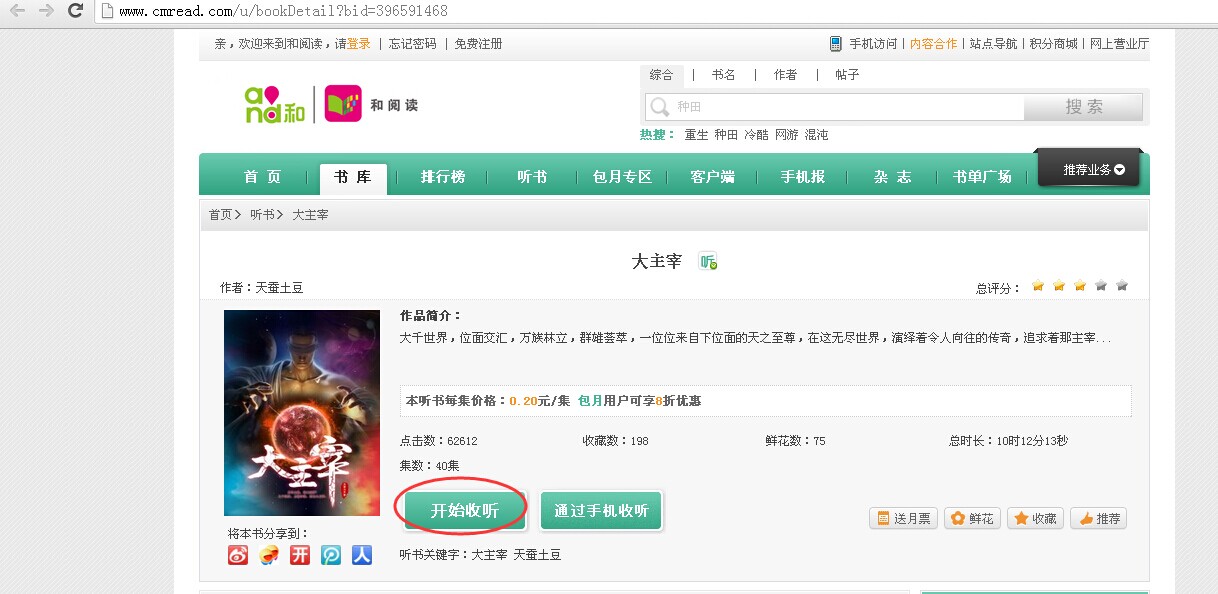 www.cmread.com/u/bookDetail?bid=396591468
亲，欢迎来到和阅读，请登录 | 忘记密码 | 免费注册
手机访问 | 内容合作 | 站点导航 | 积分商城 | 网上营业厅
综合 | 书名 | 作者 | 帖子
and和 | 和阅读
种田 搜索
热搜： 重生 种田 冷酷 网游 混沌
首页 书库 排行榜 听书 包月专区 客户端 手机报 杂志 书单广场 推荐业务
首页> 听书> 大主宰
大主宰 听
作者：天蚕土豆 总评分：
作品简介：
大千世界，位面交汇，万族林立，群雄荟萃，一位位来自下位面的天之至尊，在这无尽世界，演绎着令人向往的传奇，追求着那主宰...
本听书每集价格：0.20元/集 包月用户可享8折优惠
点击数：62612 收藏数：198 鲜花数：75 总时长：10时12分13秒
集数：40集
大主宰
开始收听 通过手机收听 送月票 鲜花 收藏 推荐
将本书分享到：
开 人
听书关键字：大主宰 天蚕土豆